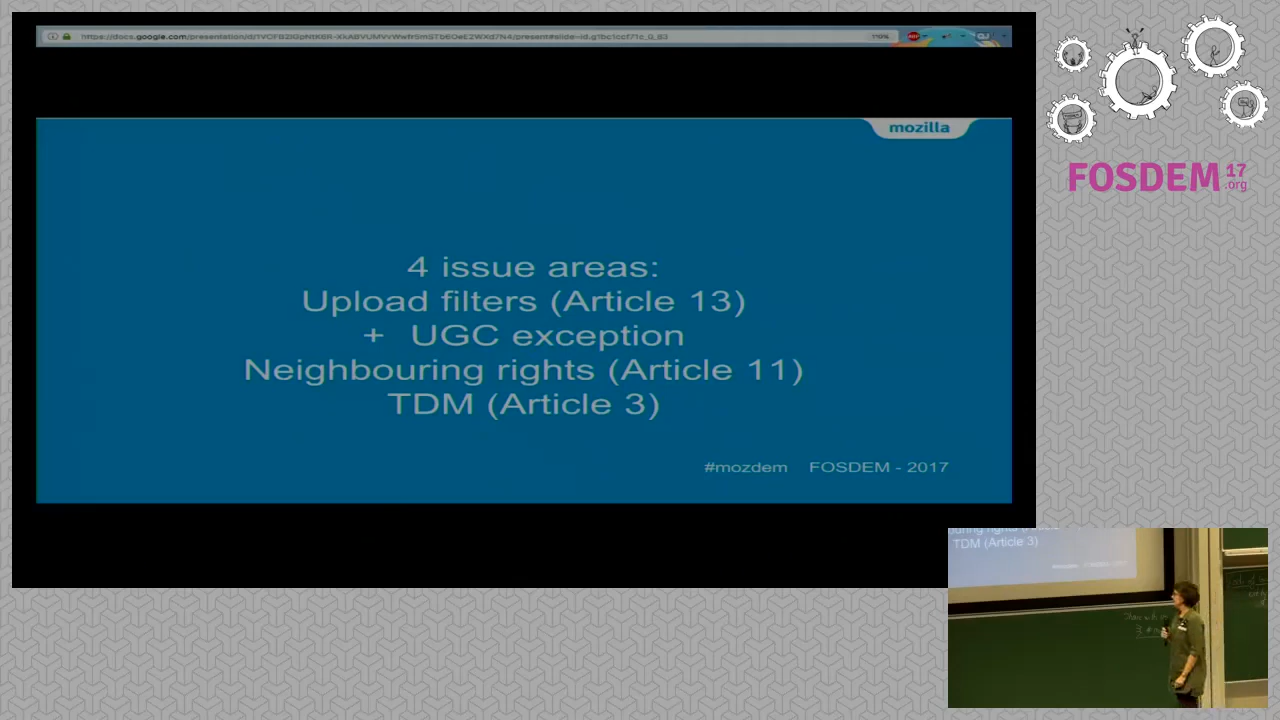 mozilla
4 issue areas:
Upload filters (Article 13)
+ UGC exception
Neighbouring rights (Article 11)
TDM (Article 3)
#mozdem FOSDEM - 2017
FOSDEM 17
.org
TDM (Article 3)